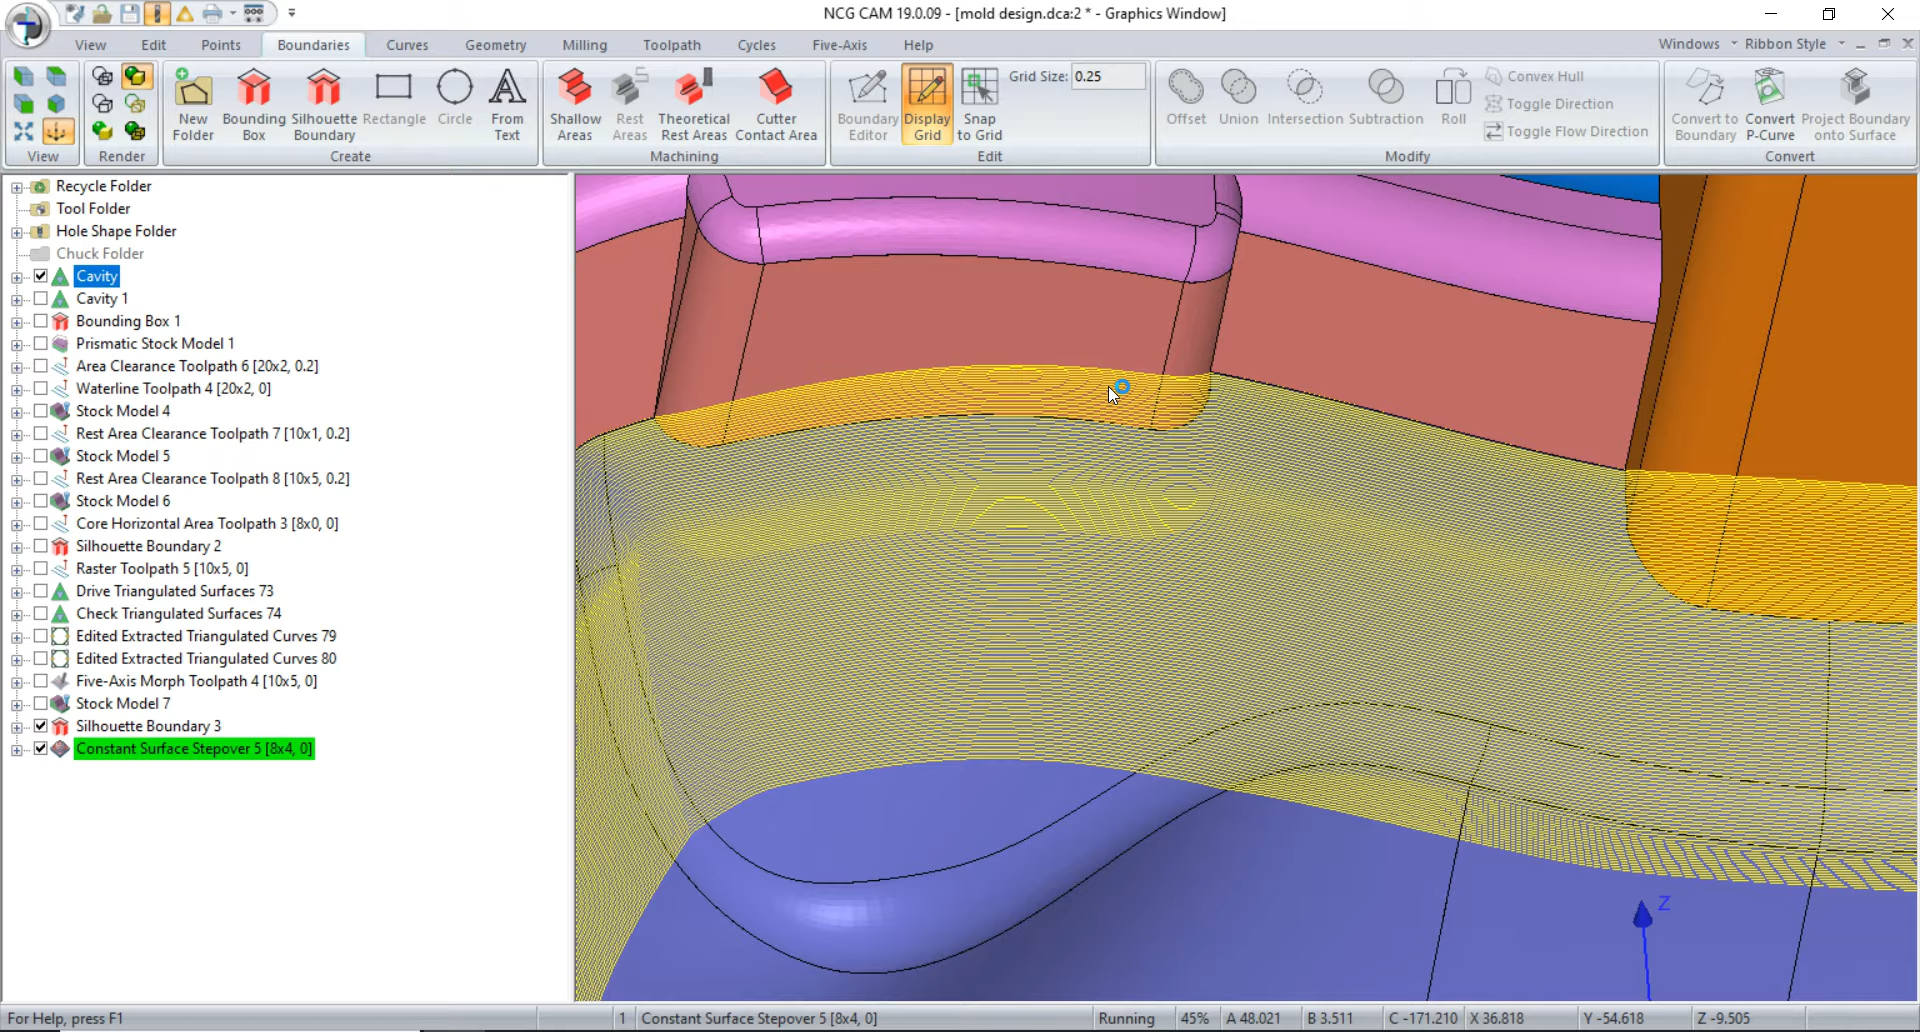 NCG CAM 19.0.09 - [mold design.dca:2 * - Graphics Window]
View Edit Points Boundaries Curves Geometry Milling Toolpath Cycles Five-Axis Help Windows Ribbon Style
New Folder
Bounding Box
Silhouette Boundary
Rectangle
Circle
From Text
Shallow Areas
Rest Areas
Theoretical Rest Areas
Cutter Contact Area
Boundary Editor
Display Grid
Snap to Grid
Grid Size: 0.25
Offset
Union
Intersection
Subtraction
Roll
Convex Hull
Toggle Direction
Toggle Flow Direction
Convert to Boundary
Convert P-Curve
Project Boundary onto Surface
View Render Create Machining Edit Modify Convert
Recycle Folder
Tool Folder
Hole Shape Folder
Chuck Folder
Cavity
Cavity 1
Bounding Box 1
Prismatic Stock Model 1
Area Clearance Toolpath 6 [20x2, 0.2]
Waterline Toolpath 4 [20x2, 0]
Stock Model 4
Rest Area Clearance Toolpath 7 [10x1, 0.2]
Stock Model 5
Rest Area Clearance Toolpath 8 [10x5, 0.2]
Stock Model 6
Core Horizontal Area Toolpath 3 [8x0, 0]
Silhouette Boundary 2
Raster Toolpath 5 [10x5, 0]
Drive Triangulated Surfaces 73
Check Triangulated Surfaces 74
Edited Extracted Triangulated Curves 79
Edited Extracted Triangulated Curves 80
Five-Axis Morph Toolpath 4 [10x5, 0]
Stock Model 7
Silhouette Boundary 3
Constant Surface Stepover 5 [8x4, 0]
Z
For Help, press F1 1 Constant Surface Stepover 5 [8x4, 0] Running 45% A 48.021 B 3.511 C -171.210 X 36.818 Y -54.618 Z -9.505